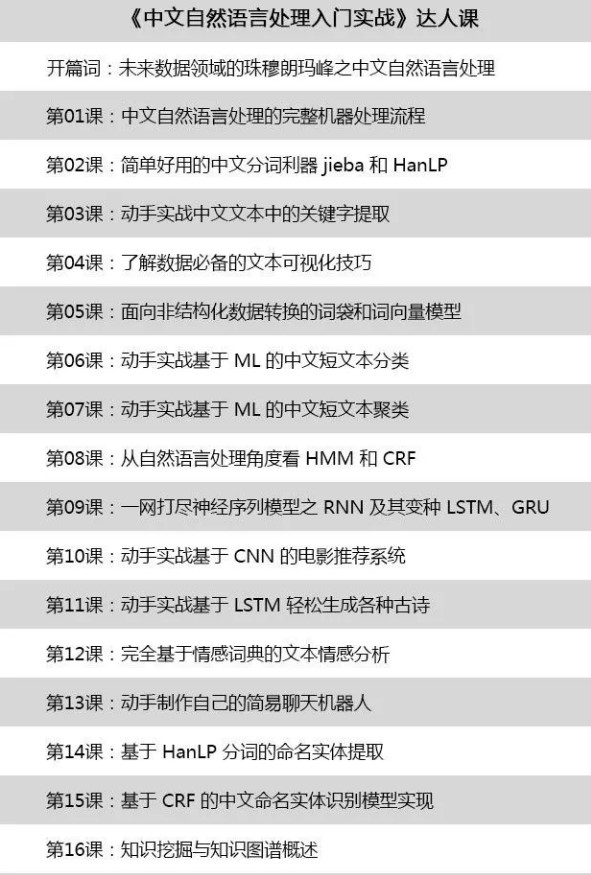 《中文自然语言处理入门实战》达人课
开篇词：未来数据领域的珠穆朗玛峰之中文自然语言处理
第01课：中文自然语言处理的完整机器处理流程
第02课：简单好用的中文分词利器 jieba 和 HanLP
第03课：动手实战中文文本中的关键字提取
第04课：了解数据必备的文本可视化技巧
第05课：面向非结构化数据转换的词袋和词向量模型
第06课：动手实战基于 ML 的中文短文本分类
第07课：动手实战基于 ML 的中文短文本聚类
第08课：从自然语言处理角度看 HMM 和 CRF
第09课：一网打尽神经序列模型之 RNN 及其变种 LSTM、GRU
第10课：动手实战基于 CNN 的电影推荐系统
第11课：动手实战基于 LSTM 轻松生成各种古诗
第12课：完全基于情感词典的文本情感分析
第13课：动手制作自己的简易聊天机器人
第14课：基于 HanLP 分词的命名实体提取
第15课：基于 CRF 的中文命名实体识别模型实现
第16课：知识挖掘与知识图谱概述